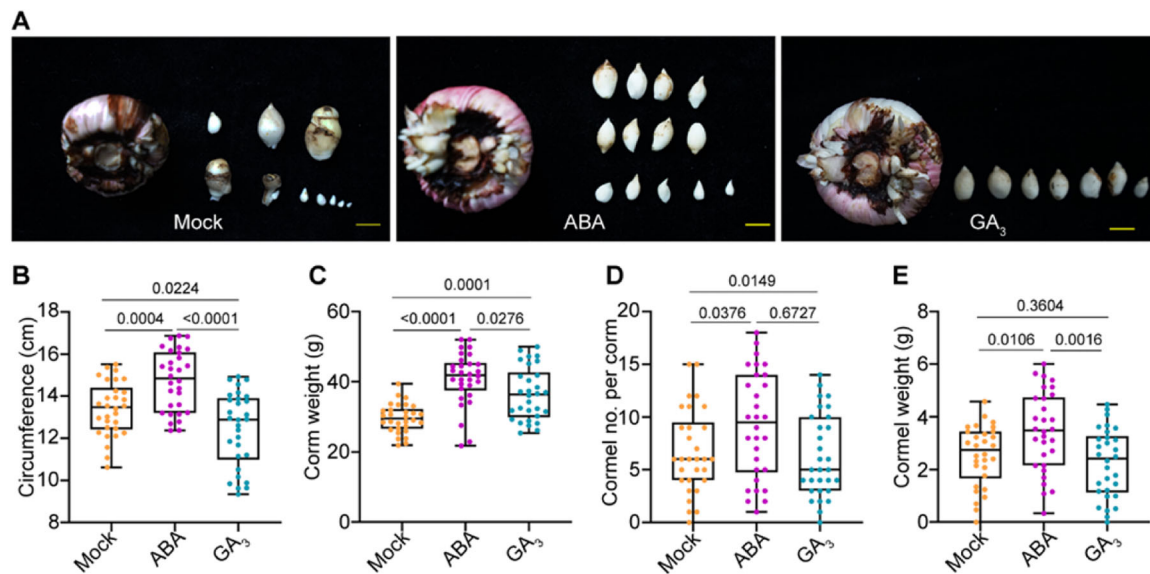 A
Mock
ABA
GA₃
B
C
D
E
0.0224
0.0004
<0.0001
Circumference (cm)
18
16
14
12
10
8
Mock
ABA
GA₃
0.0001
<0.0001
0.0276
Corm weight (g)
60
40
20
0
Mock
ABA
GA₃
0.0149
0.0376
0.6727
Cormel no. per corm
20
15
10
5
0
Mock
ABA
GA₃
0.3604
0.0106
0.0016
Cormel weight (g)
8
6
4
2
0
Mock
ABA
GA₃